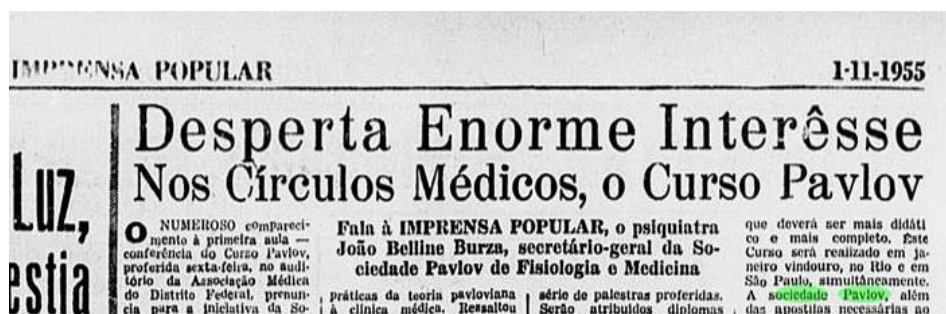 IMPRENSA POPULAR
1-11-1955
Desperta Enorme Interêsse
Nos Círculos Médicos, o Curso Pavlov
Luz,
estia
O NUMEROSO compareci-
mento à primeira aula —
conferência do Curso Pavlov,
proferida sexta-feira, no audi-
tório da Associação Médica
do Distrito Federal, prenun-
cia para a iniciativa da So-
Fala à IMPRENSA POPULAR, o psiquiatra
João Belline Burza, secretário-geral da So-
ciedade Pavlov de Fisiologia e Medicina
práticas da teoria pavloviana
à clínica médica. Ressaltou
série de palestras proferidas.
Serão atribuídos diplomas
que deverá ser mais didáti
co e mais completo. Êste
Curso será realizado em ja-
neiro vindouro, no Rio e em
São Paulo, simultâneamente.
A sociedade Pavlov, além
das apostilas necessárias ao